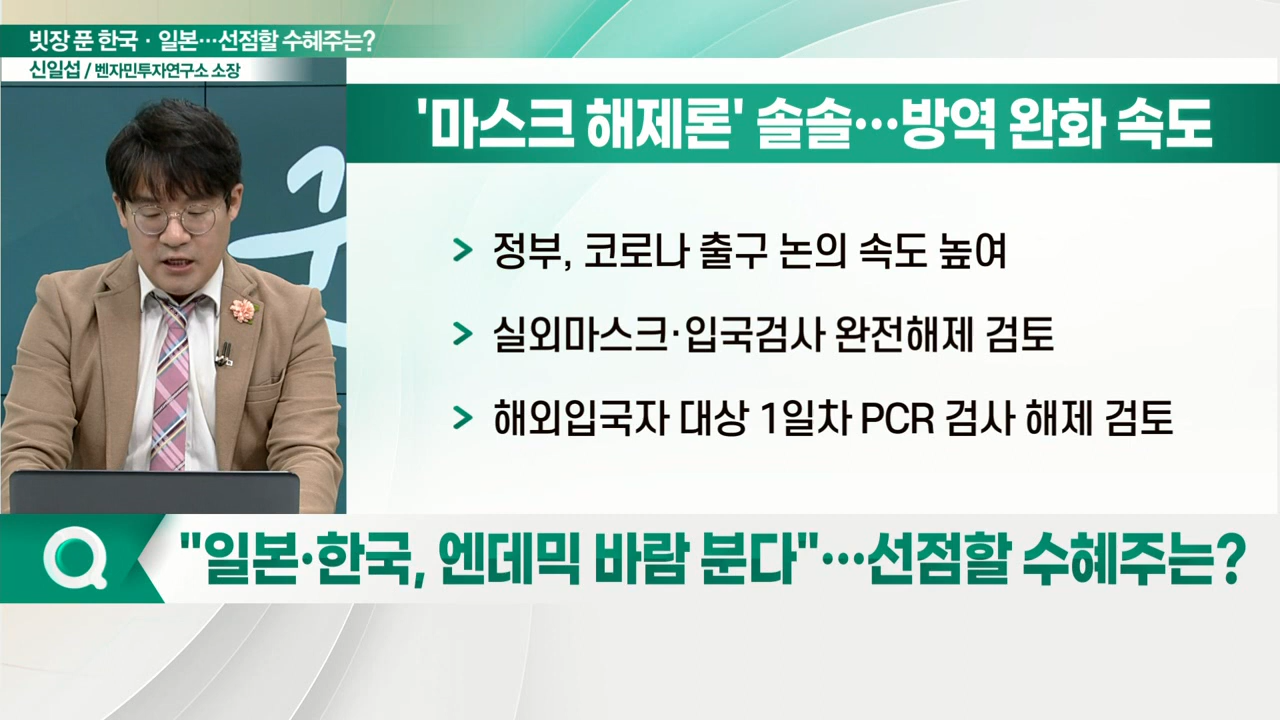 빗장 푼 한국·일본…선점할 수혜주는?
신일섭 / 벤자민투자연구소 소장
'마스크 해제론' 솔솔…방역 완화 속도
> 정부, 코로나 출구 논의 속도 높여
> 실외마스크·입국검사 완전해제 검토
> 해외입국자 대상 1일차 PCR 검사 해제 검토
Q "일본·한국, 엔데믹 바람 분다"…선점할 수혜주는?